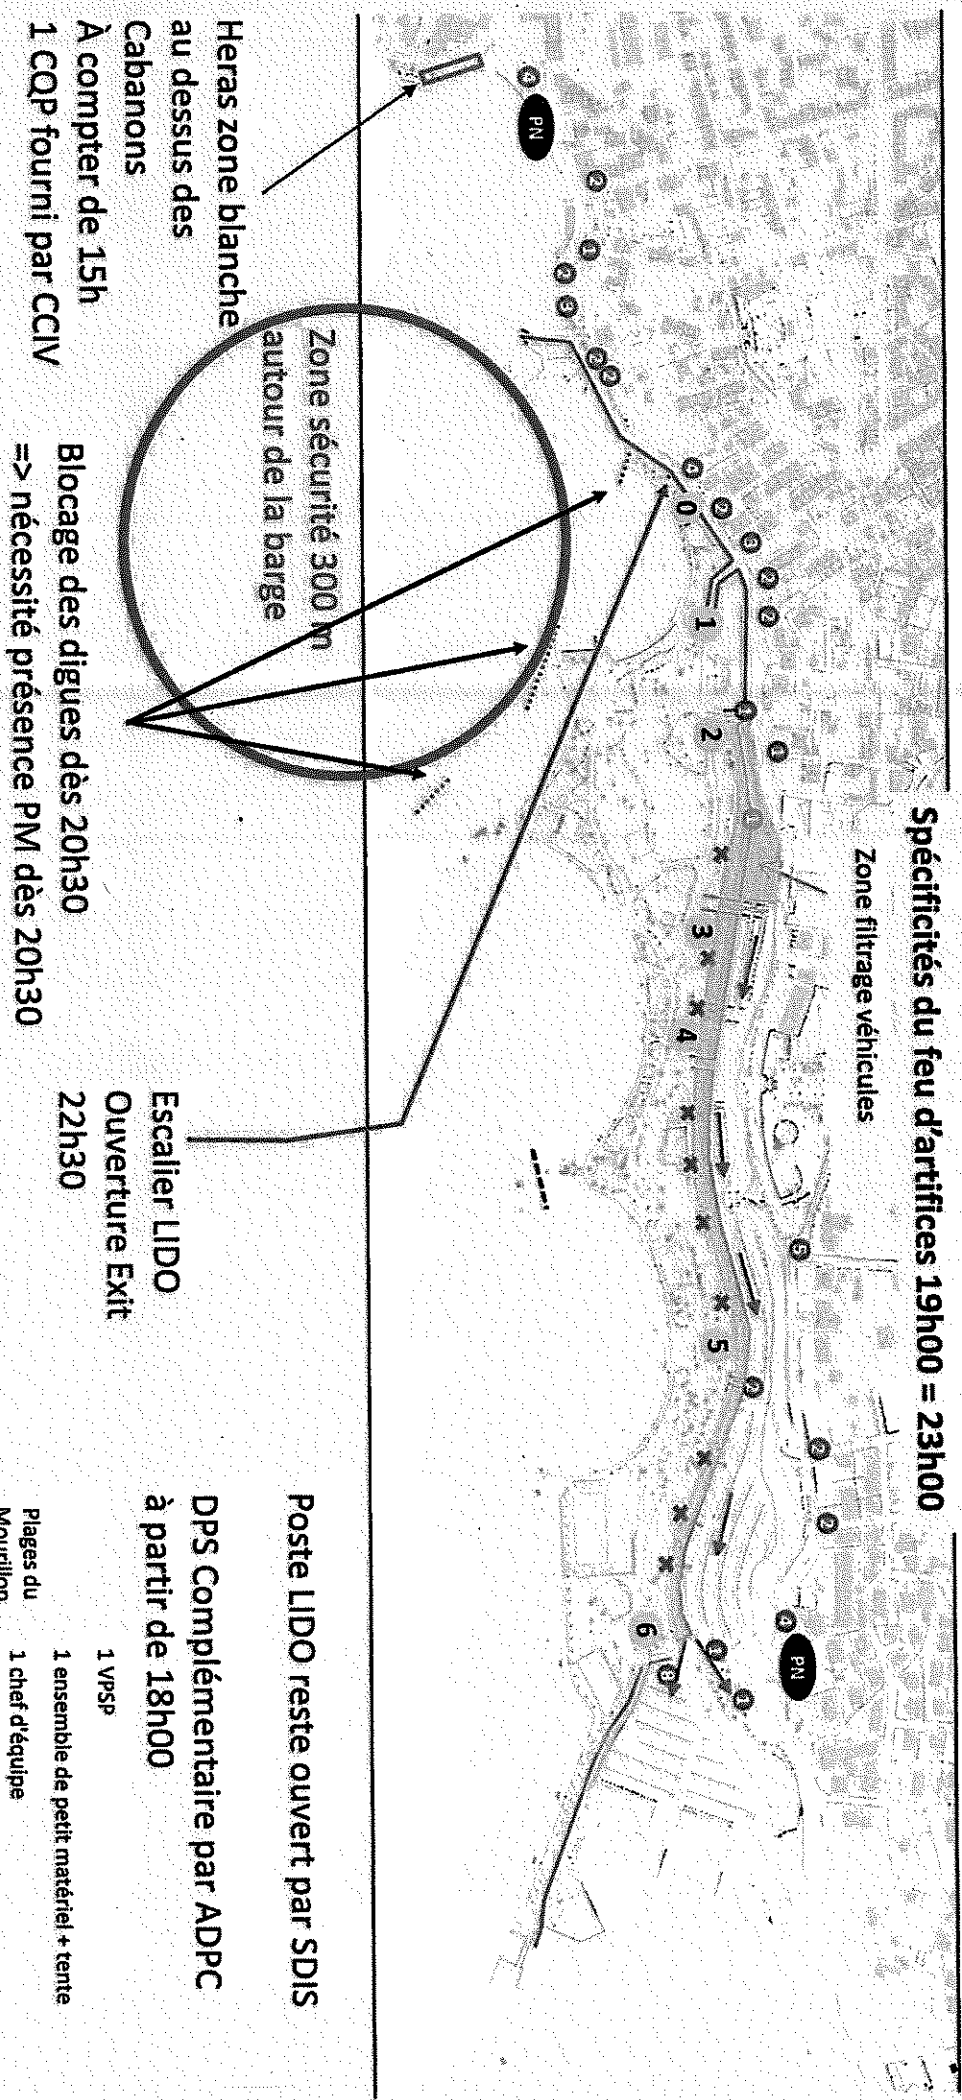 Spécificités du feu d'artifices 19h00 = 23h00
Zone filtrage véhicules
PN
PN
0
1
2
3
4
5
6
Heras zone blanche
au dessus des
Cabanons
À compter de 15h
1 CQP fourni par CCIV
Zone sécurité 300 m
autour de la barge
Blocage des digues dès 20h30
=> nécessité présence PM dès 20h30
Escalier LIDO
Ouverture Exit
22h30
Poste LIDO reste ouvert par SDIS
DPS Complémentaire par ADPC
à partir de 18h00
1 VPSP
1 ensemble de petit matériel + tente
Plages du
Mourillon
1 chef d'équipe